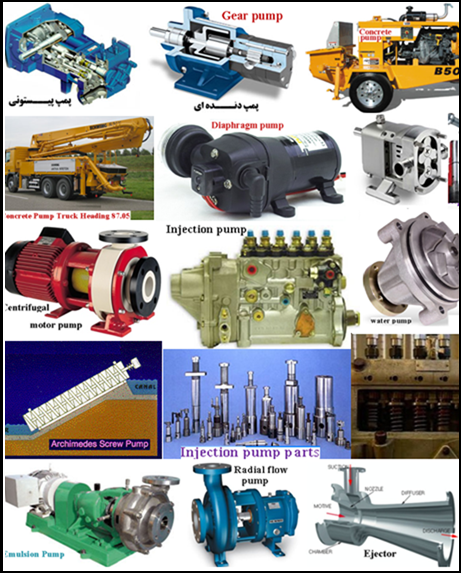 Gear pump
Concrete
pump
B50
پمپ پیستونی
پمپ دنده ای
Diaphragm pump
Concrete Pump Truck Heading 87.05
Injection pump
Centrifugal
motor pump
water pump
CANAL
Archimedes Screw Pump
Injection pump parts
Radial flow
pump
SUCTION
NOZZLE
DIFFUSER
MOTIVE
DISCHARGE
CHAMBER
Ejector
Emulsion Pump